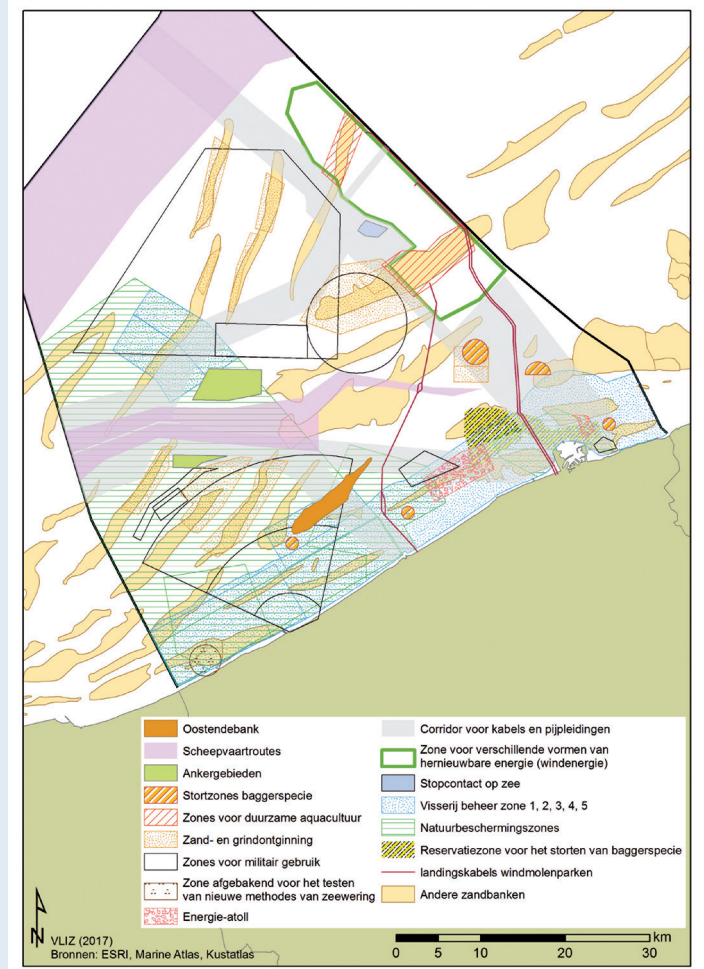 Oostendebank
Scheepvaartroutes
Ankergebieden
Stortzones baggerspecie
Zones voor duurzame aquacultuur
Zand- en grindontginning
Zones voor militair gebruik
Zone afgebakend voor het testen
van nieuwe methodes van zeewering
Energie-atoll
Corridor voor kabels en pijpleidingen
Zone voor verschillende vormen van
hernieuwbare energie (windenergie)
Stopcontact op zee
Visserij beheer zone 1, 2, 3, 4, 5
Natuurbeschermingszones
Reservatiezone voor het storten van baggerspecie
landingskabels windmolenparken
Andere zandbanken
N
VLIZ (2017)
Bronnen: ESRI, Marine Atlas, Kustatlas
km
0 5 10 20 30